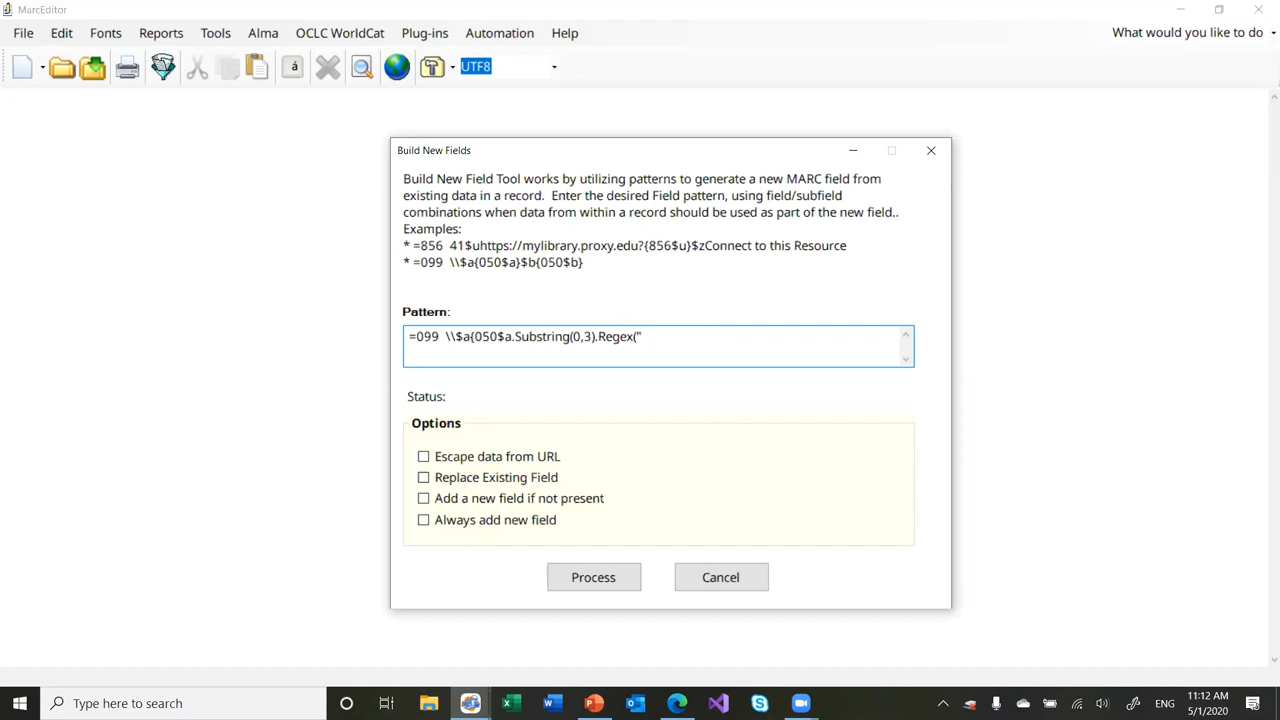 MarcEditor
File Edit Fonts Reports Tools Alma OCLC WorldCat Plug-ins Automation Help What would you like to do
á UTF8
Build New Fields
Build New Field Tool works by utilizing patterns to generate a new MARC field from
existing data in a record.  Enter the desired Field pattern, using field/subfield
combinations when data from within a record should be used as part of the new field..
Examples:
* =856  41$uhttps://mylibrary.proxy.edu?{856$u}$zConnect to this Resource
* =099  \\$a{050$a}$b{050$b}
Pattern:
=099  \\$a{050$a.Substring(0,3).Regex("
Status:
Options
Escape data from URL
Replace Existing Field
Add a new field if not present
Always add new field
Process Cancel
Type here to search
ENG
11:12 AM
5/1/2020